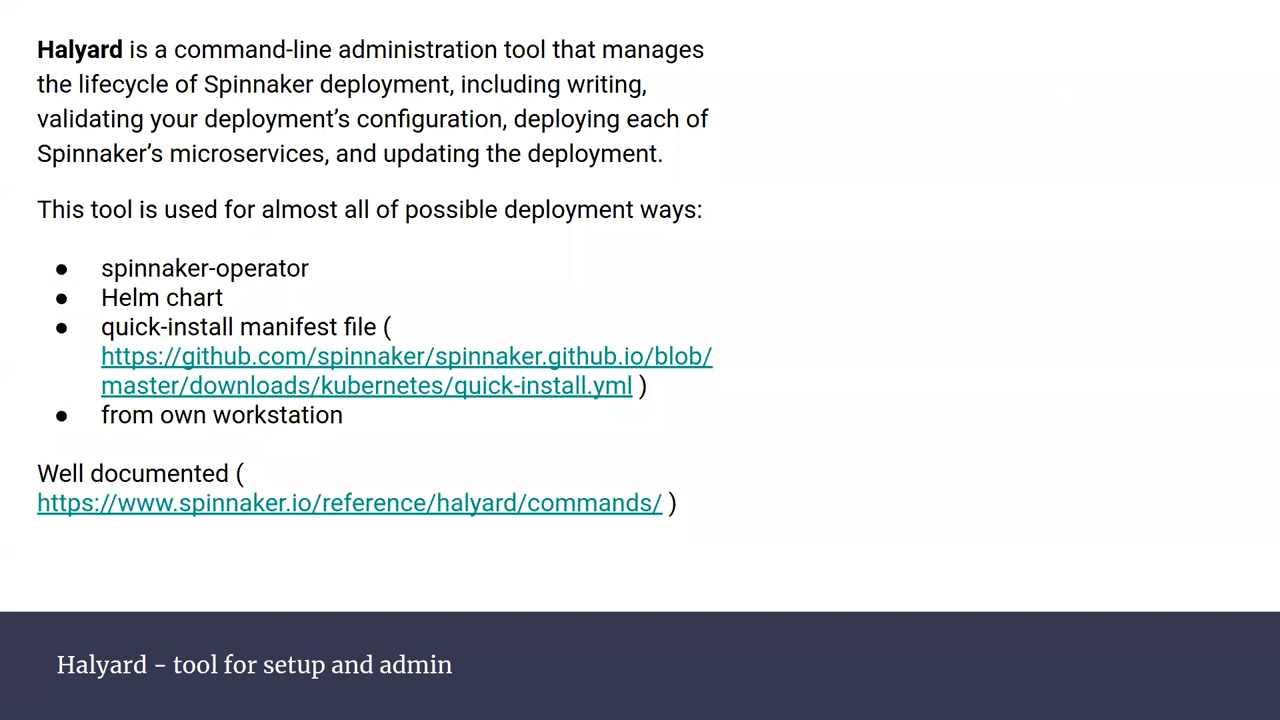 Halyard is a command-line administration tool that manages
the lifecycle of Spinnaker deployment, including writing,
validating your deployment’s configuration, deploying each of
Spinnaker’s microservices, and updating the deployment.
This tool is used for almost all of possible deployment ways:
● spinnaker-operator
● Helm chart
● quick-install manifest file (
https://github.com/spinnaker/spinnaker.github.io/blob/
master/downloads/kubernetes/quick-install.yml )
● from own workstation
Well documented (
https://www.spinnaker.io/reference/halyard/commands/ )
Halyard - tool for setup and admin